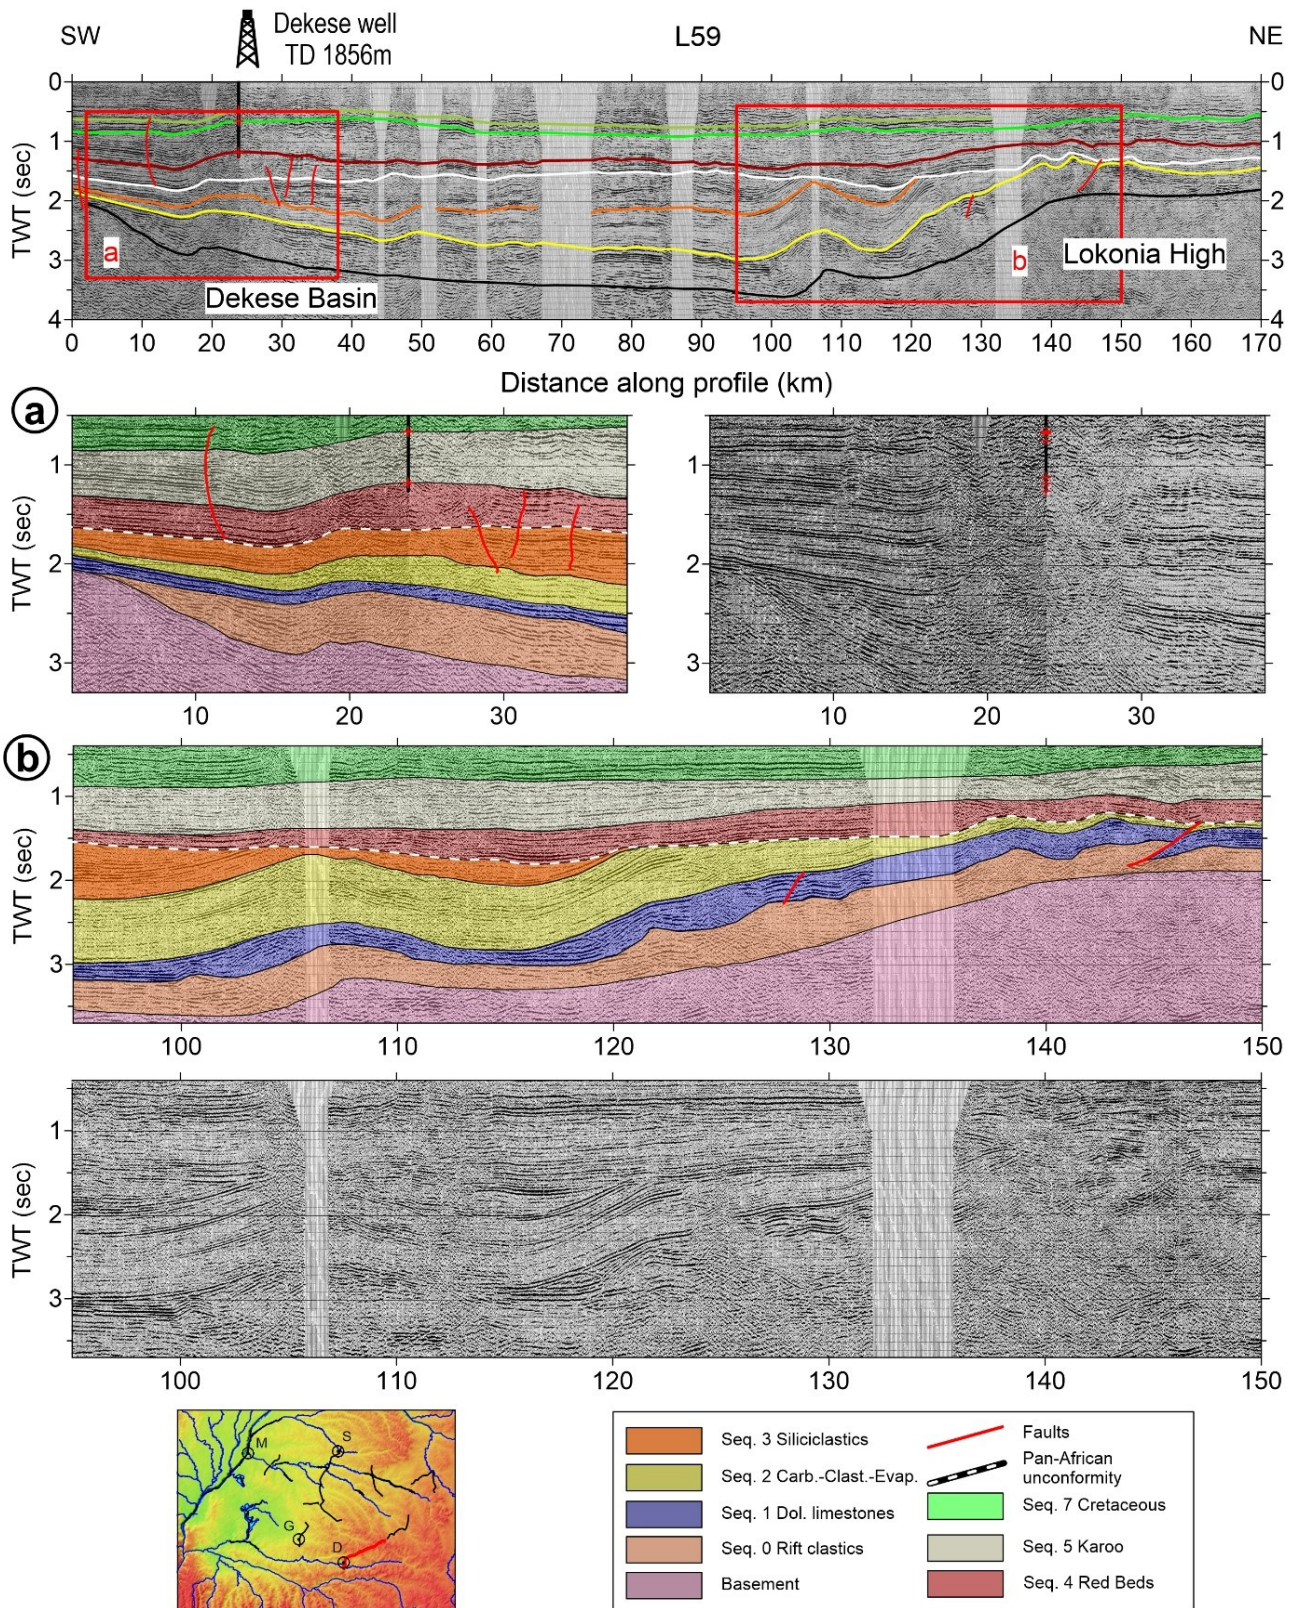 SW
Dekese well
TD 1856m
L59
NE
0
1
2
3
4
TWT (sec)
0
1
2
3
4
a
Dekese Basin
b
Lokonia High
0 10 20 30 40 50 60 70 80 90 100 110 120 130 140 150 160 170
Distance along profile (km)
a
1
2
3
TWT (sec)
10 20 30
1
2
3
10 20 30
b
1
2
3
TWT (sec)
100 110 120 130 140 150
1
2
3
TWT (sec)
100 110 120 130 140 150
M
S
G
D
Seq. 3 Siliciclastics
Seq. 2 Carb.-Clast.-Evap.
Seq. 1 Dol. limestones
Seq. 0 Rift clastics
Basement
Faults
Pan-African
unconformity
Seq. 7 Cretaceous
Seq. 5 Karoo
Seq. 4 Red Beds